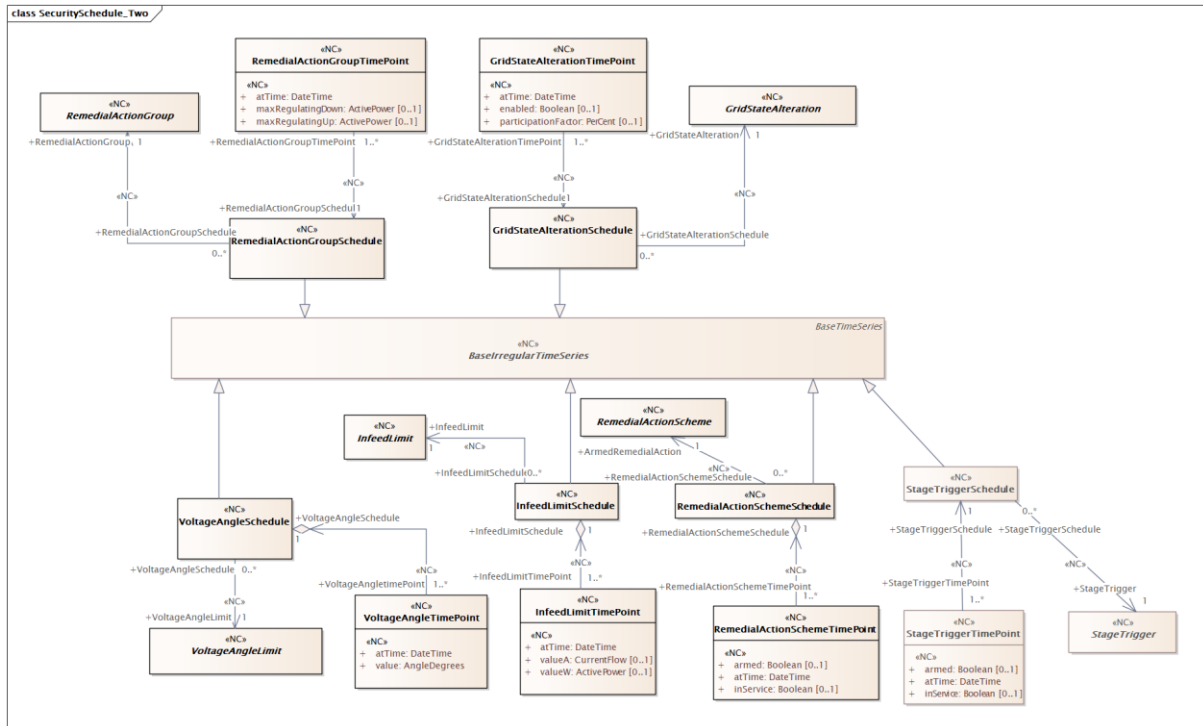 class SecuritySchedule_Two
«NC»
RemedialActionGroup
«NC»
RemedialActionGroupTimePoint
«NC»
+ atTime: DateTime
+ maxRegulatingDown: ActivePower [0..1]
+ maxRegulatingUp: ActivePower [0..1]
«NC»
GridStateAlterationTimePoint
«NC»
+ atTime: DateTime
+ enabled: Boolean [0..1]
+ participationFactor: PerCent [0..1]
«NC»
GridStateAlteration
+RemedialActionGroup 1
+RemedialActionGroupTimePoint 1..*
+GridStateAlterationTimePoint 1..*
+GridStateAlteration 1
«NC»
«NC»
«NC»
«NC»
+RemedialActionGroupSchedul 1
+GridStateAlterationSchedule 1
+RemedialActionGroupSchedule
0..*
«NC»
RemedialActionGroupSchedule
«NC»
GridStateAlterationSchedule
+GridStateAlterationSchedule
0..*
BaseTimeSeries
«NC»
BaseIrregularTimeSeries
«NC»
InfeedLimit
+InfeedLimit
1
«NC»
+InfeedLimitSchedule 0..*
«NC»
RemedialActionScheme
1
+ArmedRemedialAction
«NC»
0..*
+RemedialActionSchemeSchedule
«NC»
VoltageAngleSchedule
+VoltageAngleSchedule
1
«NC»
InfeedLimitSchedule
«NC»
RemedialActionSchemeSchedule
«NC»
StageTriggerSchedule
+InfeedLimitSchedule 1
+RemedialActionSchemeSchedule 1
1
+StageTriggerSchedule
0..*
+StageTriggerSchedule
+VoltageAngleSchedule 0..*
«NC»
«NC»
+VoltageAngletimePoint
1..*
«NC»
+InfeedLimitTimePoint
1..*
«NC»
+RemedialActionSchemeTimePoint
1..*
«NC»
+StageTriggerTimePoint
1..*
«NC»
+StageTrigger
1
+VoltageAngleLimit 1
«NC»
VoltageAngleLimit
«NC»
VoltageAngleTimePoint
«NC»
+ atTime: DateTime
+ value: AngleDegrees
«NC»
InfeedLimitTimePoint
«NC»
+ atTime: DateTime
+ valueA: CurrentFlow [0..1]
+ valueW: ActivePower [0..1]
«NC»
RemedialActionSchemeTimePoint
«NC»
+ armed: Boolean [0..1]
+ atTime: DateTime
+ inService: Boolean [0..1]
«NC»
StageTriggerTimePoint
«NC»
+ armed: Boolean [0..1]
+ atTime: DateTime
+ inService: Boolean [0..1]
«NC»
StageTrigger